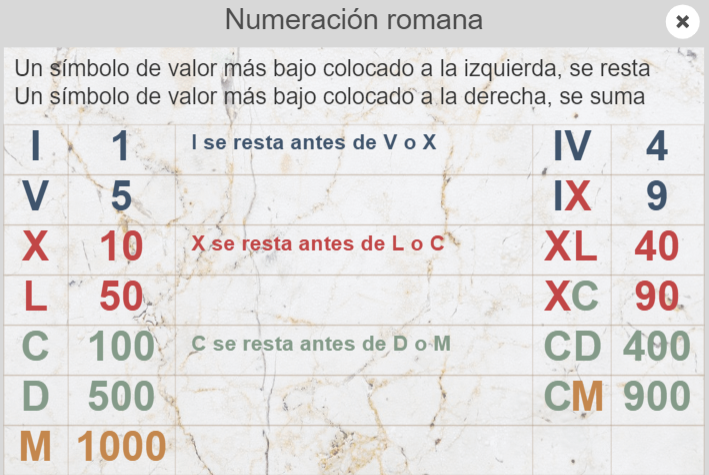 Numeración romana
Un símbolo de valor más bajo colocado a la izquierda, se resta
Un símbolo de valor más bajo colocado a la derecha, se suma
I 1 I se resta antes de V o X IV 4
V 5 IX 9
X 10 X se resta antes de L o C XL 40
L 50 XC 90
C 100 C se resta antes de D o M CD 400
D 500 CM 900
M 1000